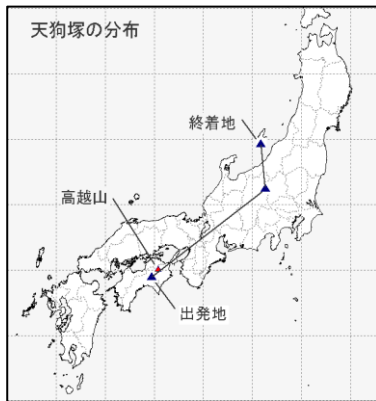 天狗塚の分布
終着地
高越山
出発地